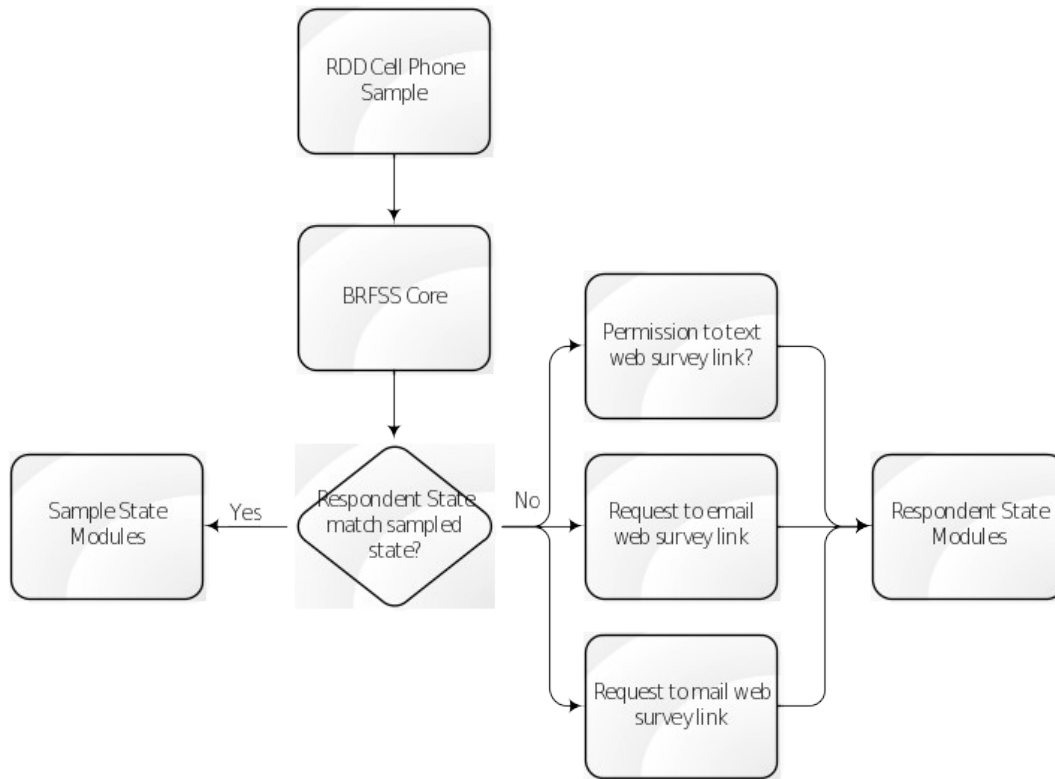 RDD Cell Phone
Sample
BRFSS Core
Permission to text
web survey link?
Sample State
Modules
Yes
Respondent State
match sampled
state?
No
Request to email
web survey link
Respondent State
Modules
Request to mail web
survey link